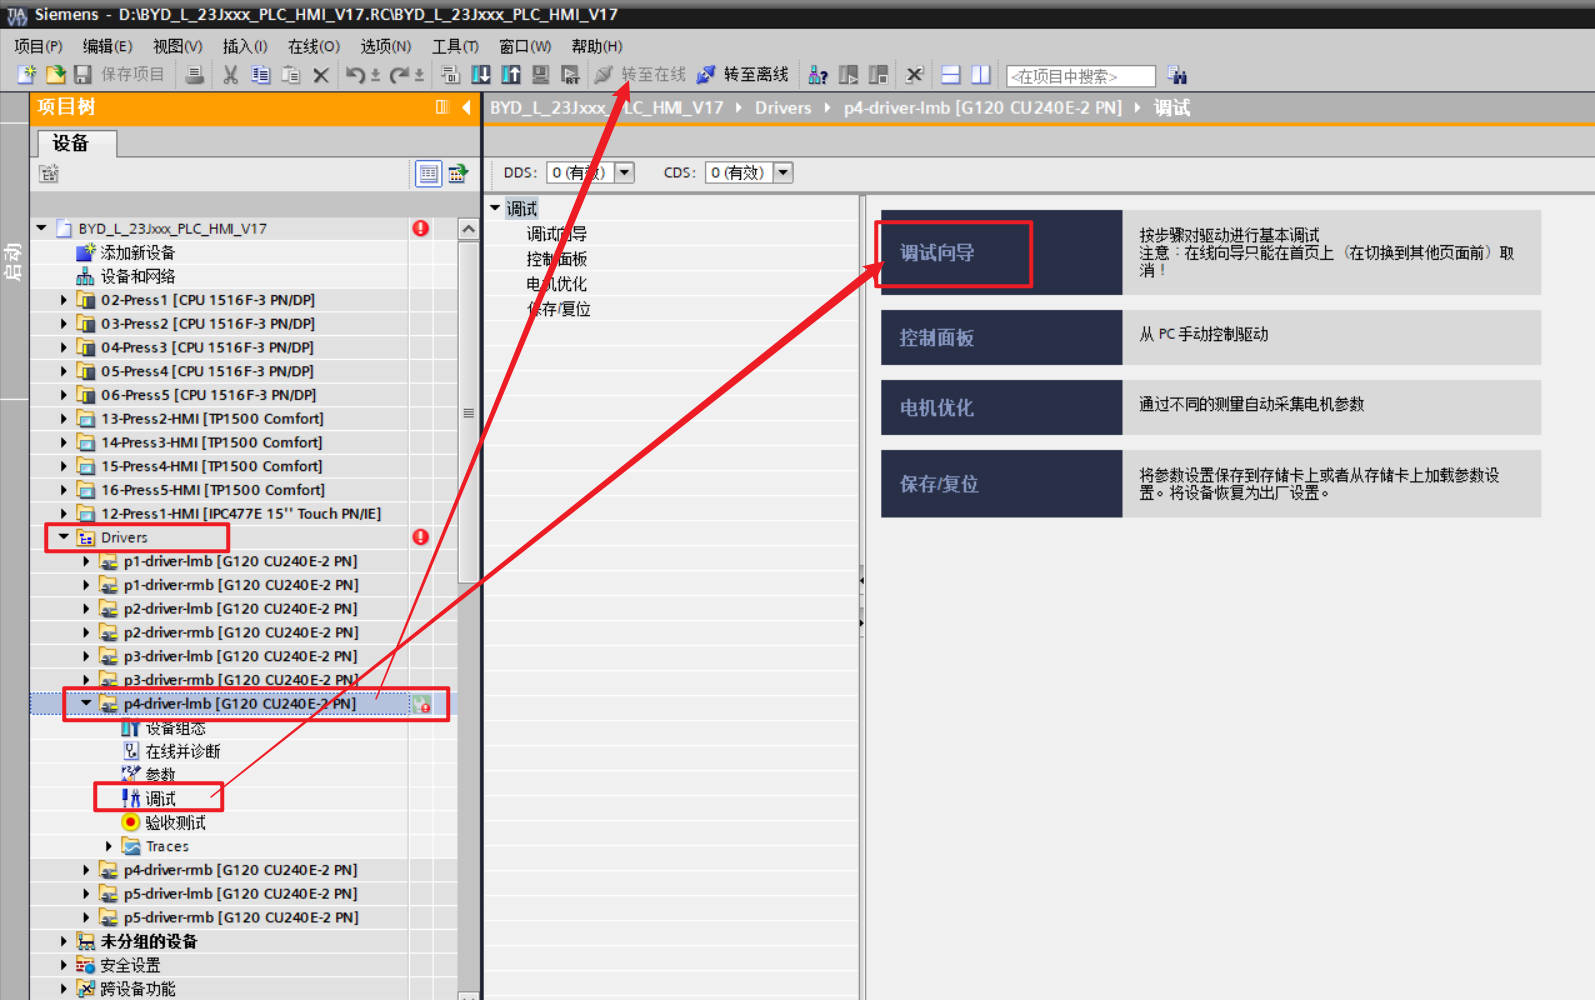 Siemens - D:\BYD_L_23Jxxx_PLC_HMI_V17.RC\BYD_L_23Jxxx_PLC_HMI_V17
项目(P) 编辑(E) 视图(V) 插入(I) 在线(O) 选项(N) 工具(T) 窗口(W) 帮助(H)
保存项目 转至在线 转至离线 <在项目中搜索>
项目树
BYD_L_23Jxxx_PLC_HMI_V17 Drivers p4-driver-lmb [G120 CU240E-2 PN] 调试
设备
DDS: 0 (有效) CDS: 0 (有效)
启动
BYD_L_23Jxxx_PLC_HMI_V17
添加新设备
设备和网络
02-Press1 [CPU 1516F-3 PN/DP]
03-Press2 [CPU 1516F-3 PN/DP]
04-Press3 [CPU 1516F-3 PN/DP]
05-Press4 [CPU 1516F-3 PN/DP]
06-Press5 [CPU 1516F-3 PN/DP]
13-Press2-HMI [TP1500 Comfort]
14-Press3-HMI [TP1500 Comfort]
15-Press4-HMI [TP1500 Comfort]
16-Press5-HMI [TP1500 Comfort]
12-Press1-HMI [IPC477E 15'' Touch PN/IE]
Drivers
p1-driver-lmb [G120 CU240E-2 PN]
p1-driver-rmb [G120 CU240E-2 PN]
p2-driver-lmb [G120 CU240E-2 PN]
p2-driver-rmb [G120 CU240E-2 PN]
p3-driver-lmb [G120 CU240E-2 PN]
p3-driver-rmb [G120 CU240E-2 PN]
p4-driver-lmb [G120 CU240E-2 PN]
设备组态
在线并诊断
参数
调试
验收测试
Traces
p4-driver-rmb [G120 CU240E-2 PN]
p5-driver-lmb [G120 CU240E-2 PN]
p5-driver-rmb [G120 CU240E-2 PN]
未分组的设备
安全设置
跨设备功能
调试
调试向导
控制面板
电机优化
保存/复位
调试向导
按步骤对驱动进行基本调试
注意：在线向导只能在首页上（在切换到其他页面前）取
消！
控制面板
从 PC 手动控制驱动
电机优化
通过不同的测量自动采集电机参数
保存/复位
将参数设置保存到存储卡上或者从存储卡上加载参数设
置。将设备恢复为出厂设置。